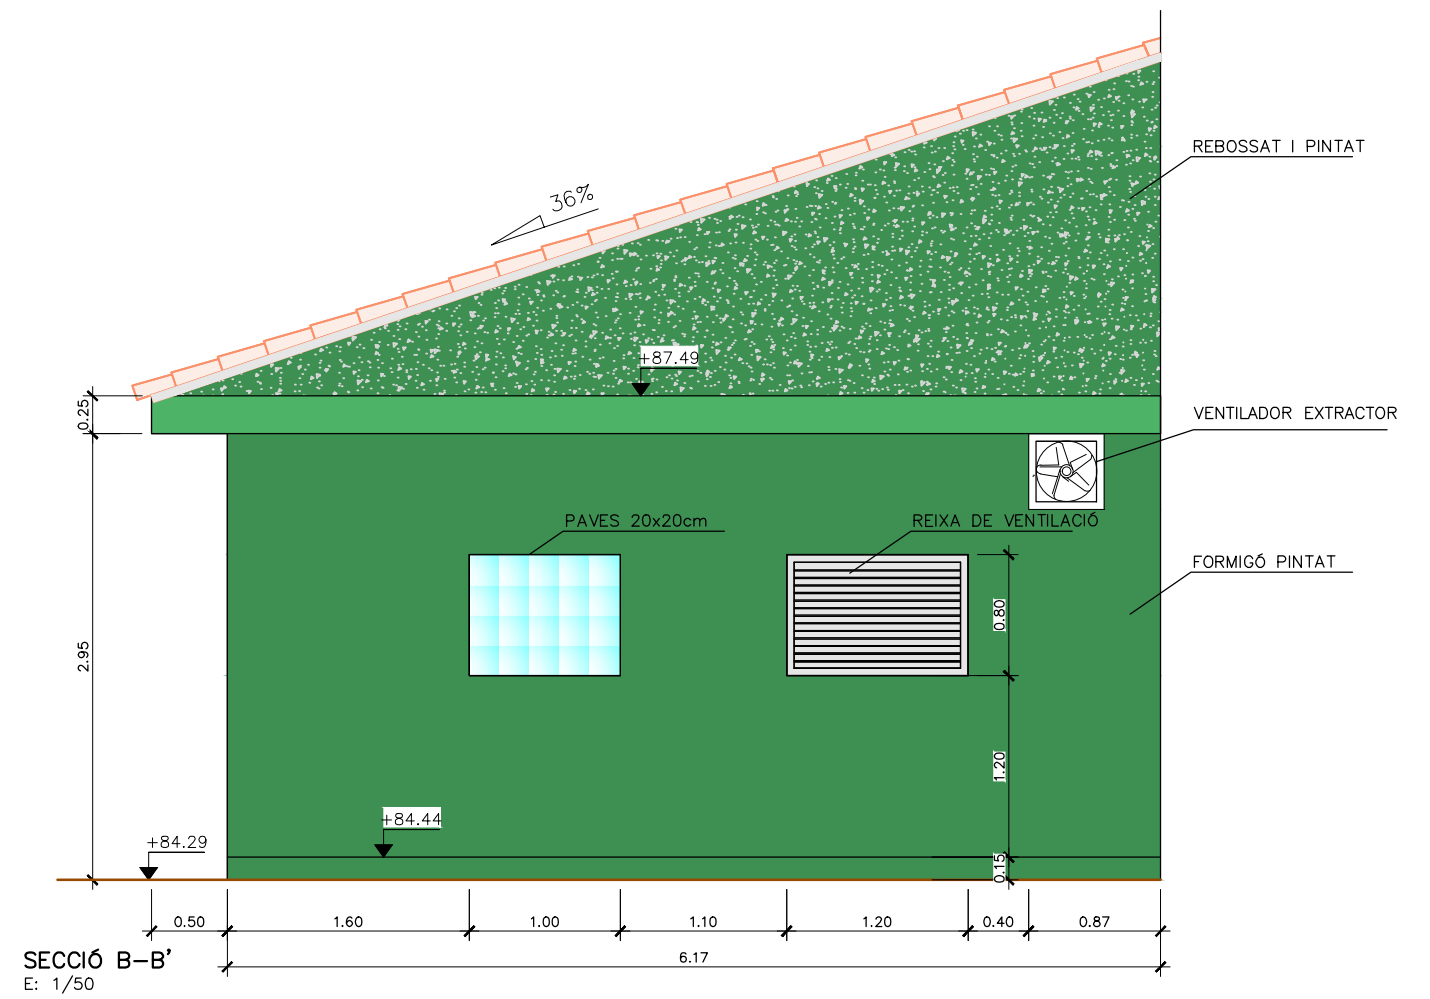 36%
REBOSSAT I PINTAT
+87.49
0.25
VENTILADOR EXTRACTOR
PAVES 20x20cm
REIXA DE VENTILACIÓ
FORMIGÓ PINTAT
0.80
2.95
1.20
+84.44
+84.29
0.15
0.50 1.60 1.00 1.10 1.20 0.40 0.87
6.17
SECCIÓ B-B'
E: 1/50